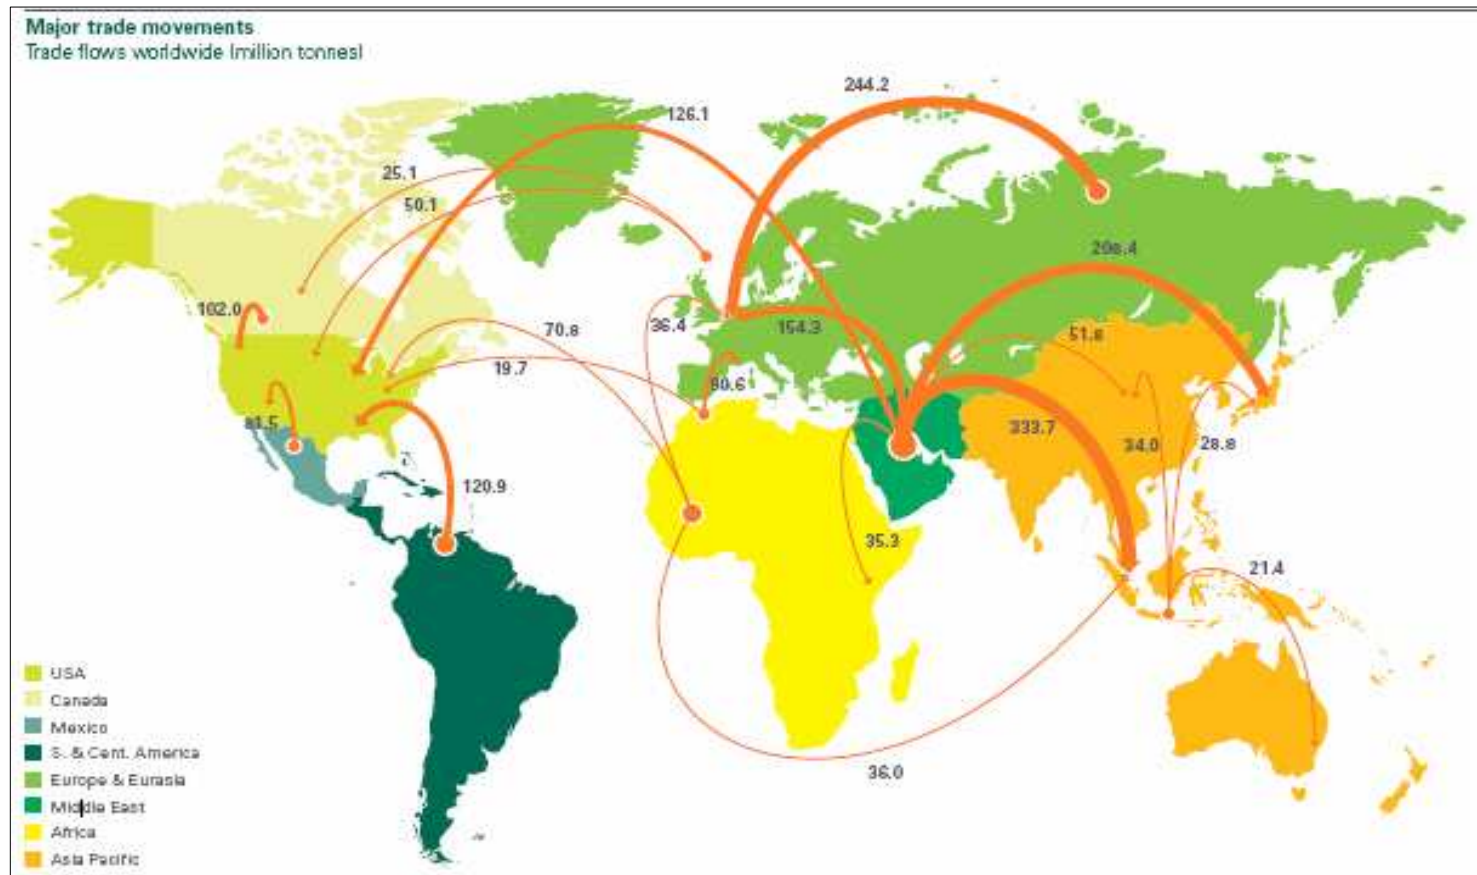 Major trade movements
Trade flows worldwide (million tonnes)
244.2
126.1
25.1
50.1
298.4
102.0
70.8
36.4
154.3
51.8
19.7
90.6
333.7
34.0
28.8
120.9
35.3
21.4
36.0
USA
Canada
Mexico
S. & Cent. America
Europe & Eurasia
Middle East
Africa
Asia Pacific